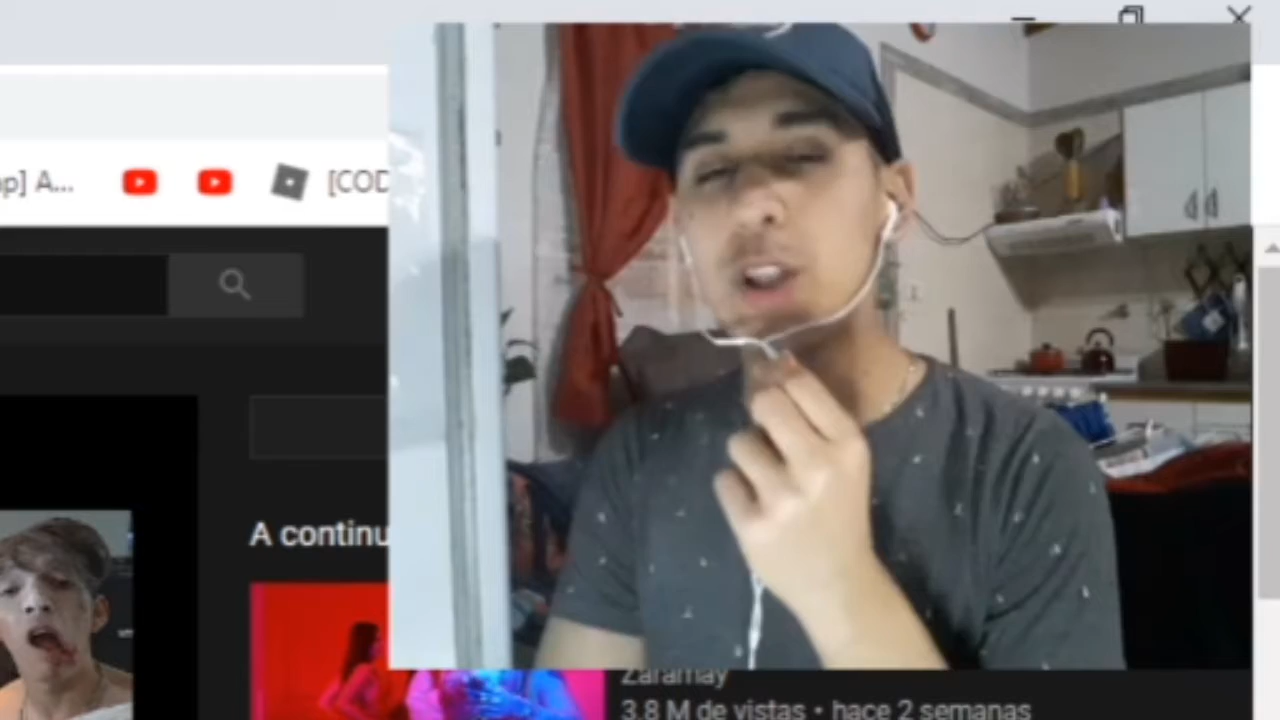 p] A...
[COD
A continu
Zaramay
3,8 M de vistas • hace 2 semanas